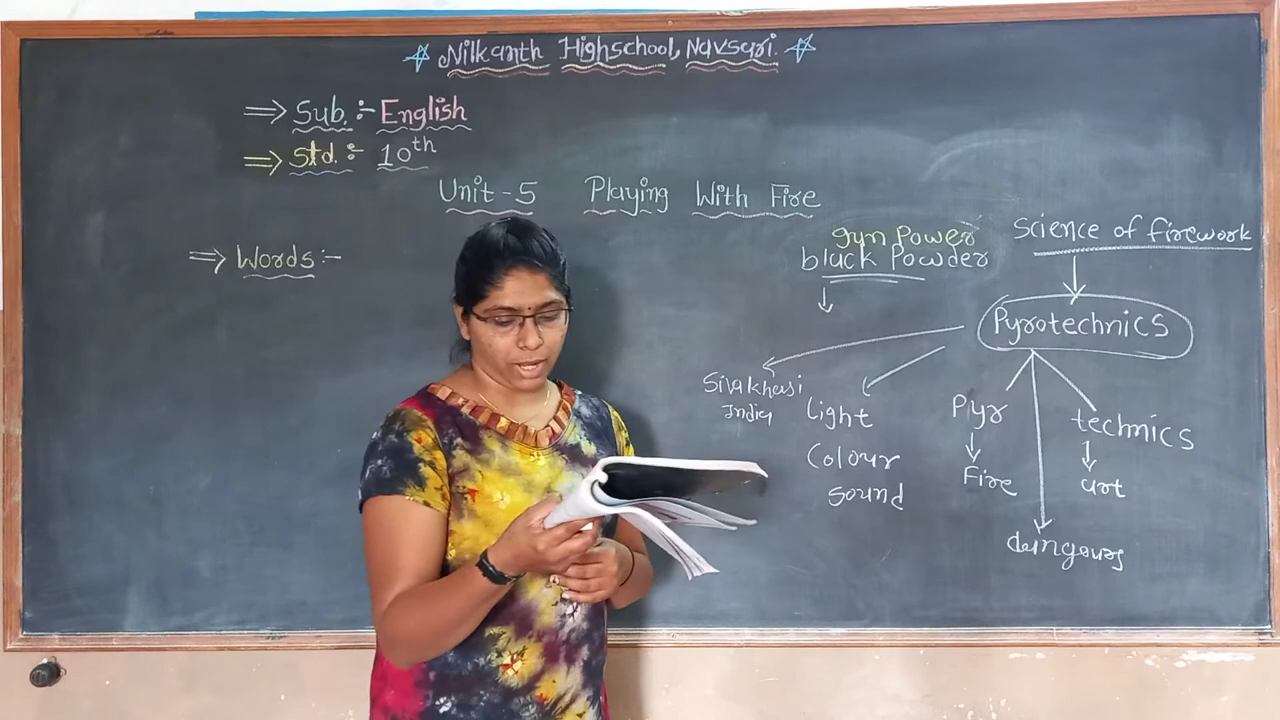 Nilkanth Highschool, Navsari.
⇒ Sub. :- English
⇒ Std. :- 10th
Unit-5 Playing With Fire
⇒ Words :-
gun Power
black Powder
Science of firework
Pyrotechnics
Sivakhasi
India
light
Colour
sound
Pyr
Fire
technics
art
dangours